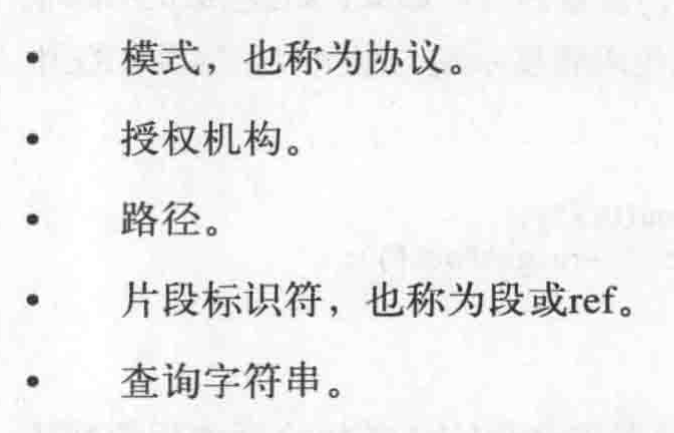 • 模式，也称为协议。
• 授权机构。
• 路径。
• 片段标识符，也称为段或ref。
• 查询字符串。